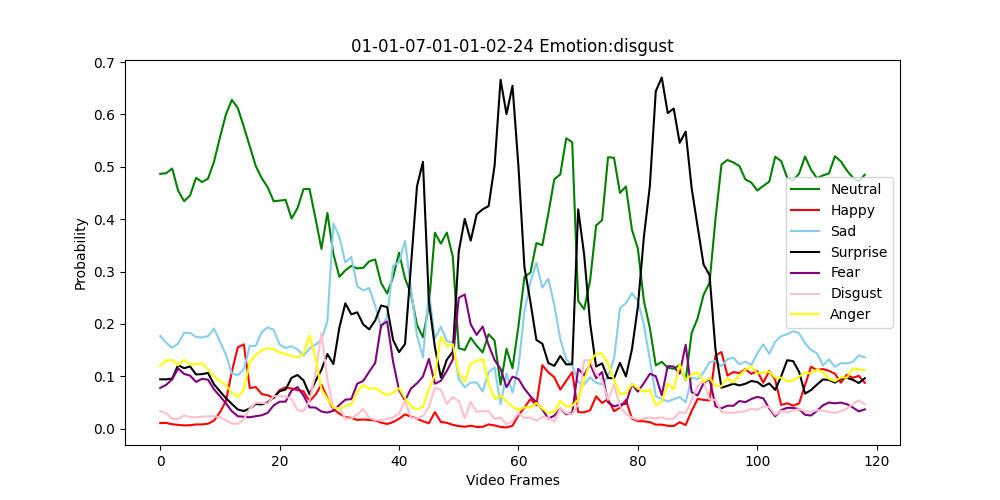 01-01-07-01-01-02-24 Emotion:disgust
0.7
0.6
0.5
0.4
0.3
0.2
0.1
0.0
Probability
0 20 40 60 80 100 120
Video Frames
Neutral
Happy
Sad
Surprise
Fear
Disgust
Anger